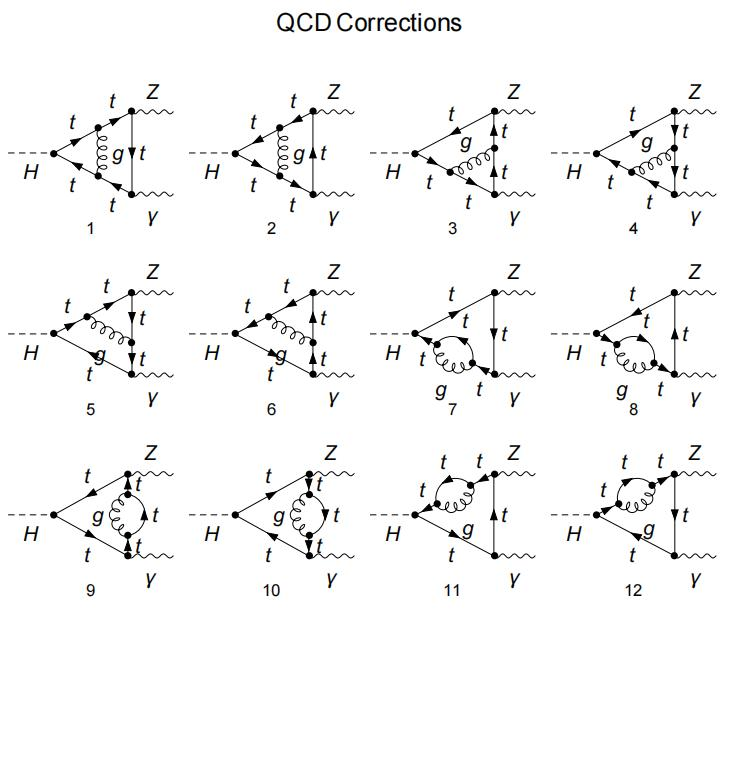 QCD Corrections
t t Z
H g t
t t γ
1
t t Z
H g t
t t γ
2
t Z
H g t
t t t γ
3
t Z
H g t
t t t γ
4
t t Z
H g t
t t γ
5
t t Z
H g t
t t γ
6
t Z
H t t
g t γ
7
t Z
H t t
t g t γ
8
t Z
H g t t
t t γ
9
t Z
H g t t
t t γ
10
t t Z
t
H g t
t γ
11
t t Z
t
H g t
t γ
12